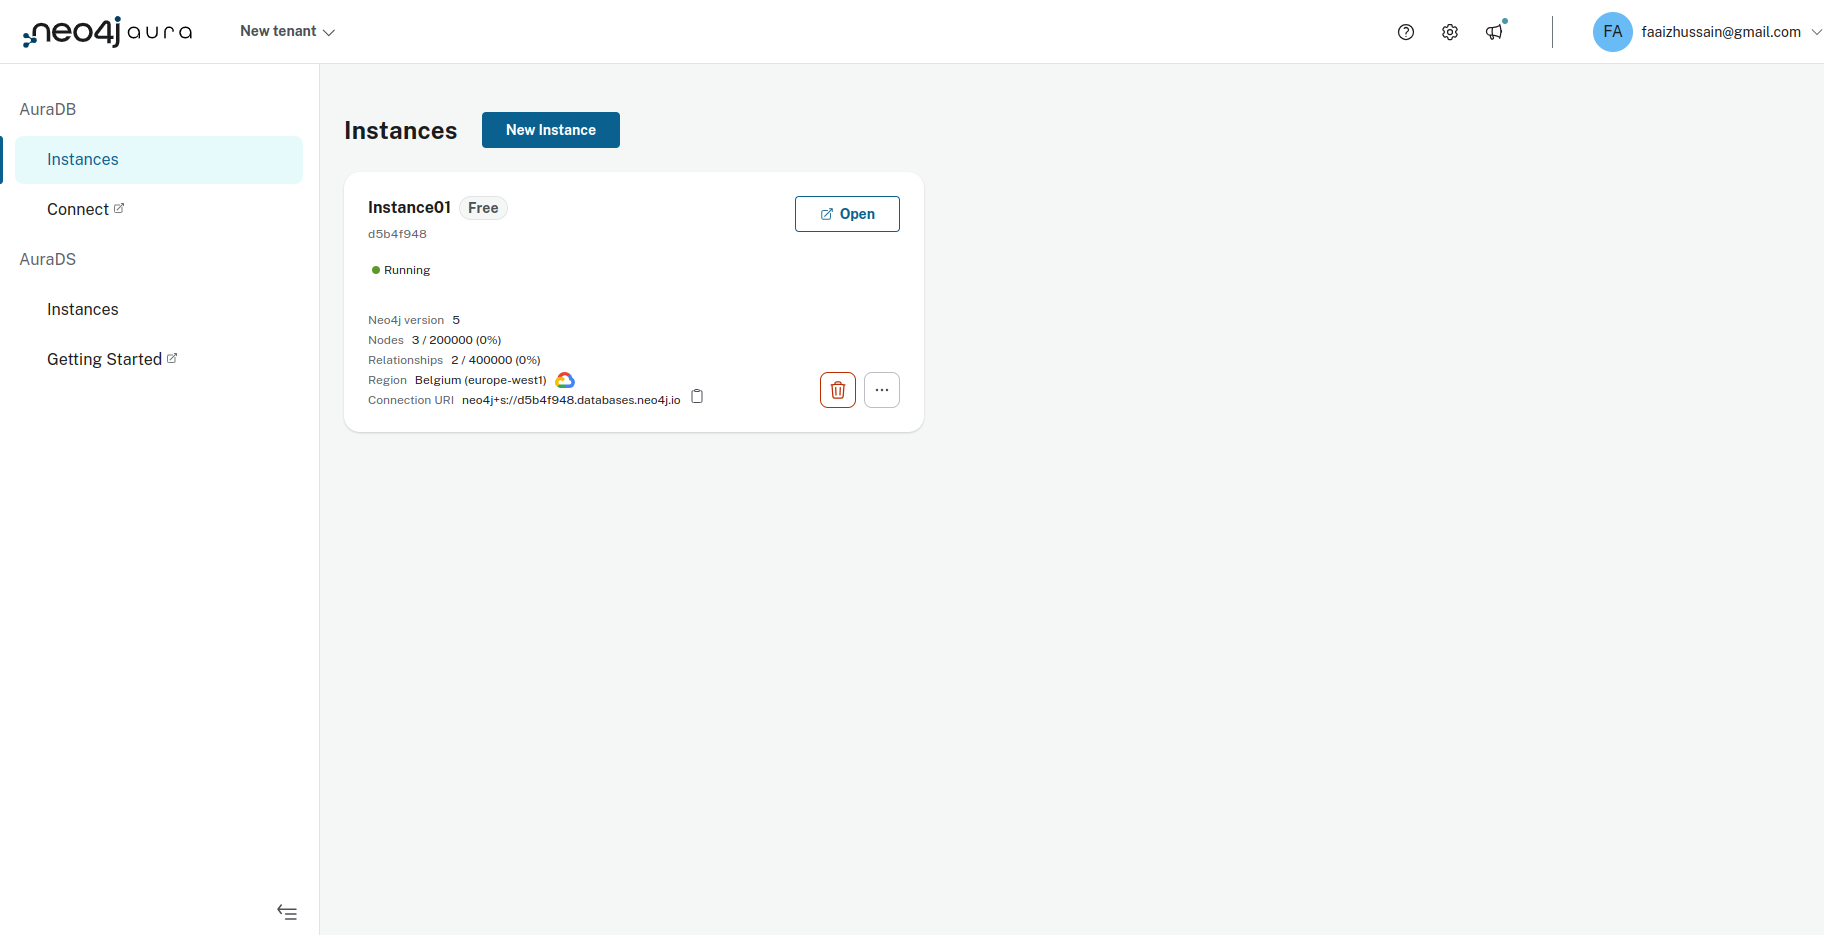 neo4j aura
New tenant
FA
faaizhussain@gmail.com
AuraDB
Instances
Connect
AuraDS
Instances
Getting Started
Instances
New Instance
Instance01 Free
Open
d5b4f948
Running
Neo4j version 5
Nodes 3 / 200000 (0%)
Relationships 2 / 400000 (0%)
Region Belgium (europe-west1)
Connection URI neo4j+s://d5b4f948.databases.neo4j.io